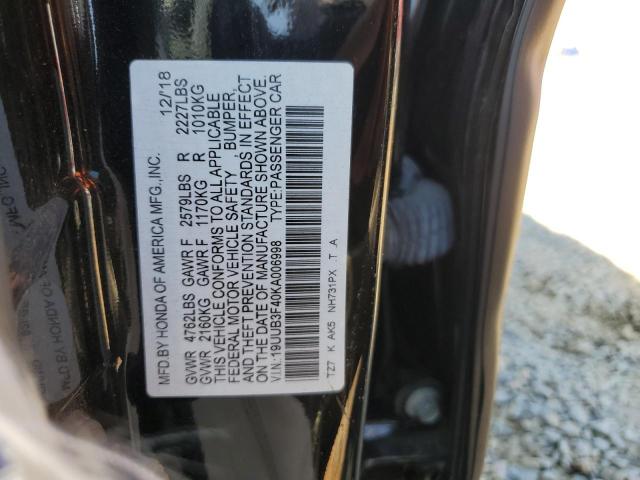 MFD.BY HONDA OF AMERICA MFG.,INC. 12/18
GVWR 4762LBS GAWR F 2579LBS R 2227LBS
GVWR 2160KG GAWR F 1170KG R 1010KG
THIS VEHICLE CONFORMS TO ALL APPLICABLE
FEDERAL MOTOR VEHICLE SAFETY , BUMPER,
AND THEFT PREVENTION STANDARDS IN EFFECT
ON THE DATE OF MANUFACTURE SHOWN ABOVE.
V.I.N.:19UUB3F40KA006998 TYPE:PASSENGER CAR
TZ7 K AK5 NH731PX .T .A